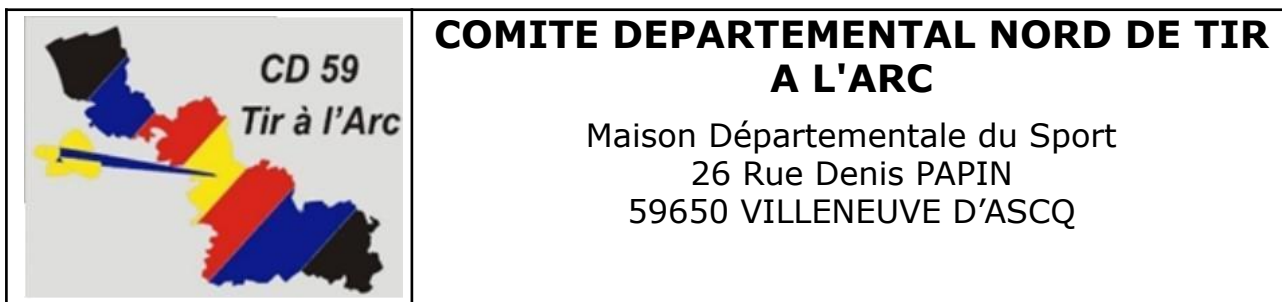 CD 59
Tir à l'Arc
COMITE DEPARTEMENTAL NORD DE TIR
A L'ARC
Maison Départementale du Sport
26 Rue Denis PAPIN
59650 VILLENEUVE D’ASCQ